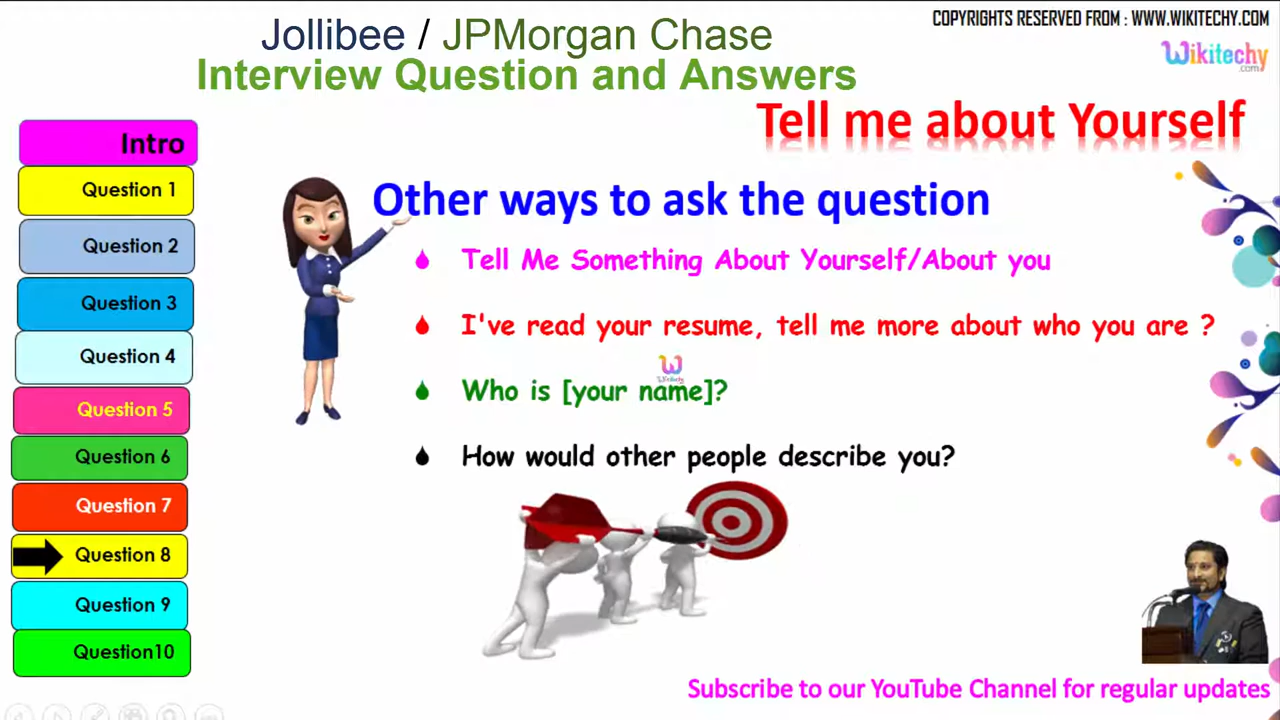 COPYRIGHTS RESERVED FROM : WWW.WIKITECHY.COM
Jollibee / JPMorgan Chase
Interview Question and Answers
Wikitechy
.com
Tell me about Yourself
Intro
Question 1
Question 2
Question 3
Question 4
Question 5
Question 6
Question 7
Question 8
Question 9
Question10
Other ways to ask the question
Tell Me Something About Yourself/About you
I've read your resume, tell me more about who you are ?
Wikitechy
Who is [your name]?
How would other people describe you?
Subscribe to our YouTube Channel for regular updates